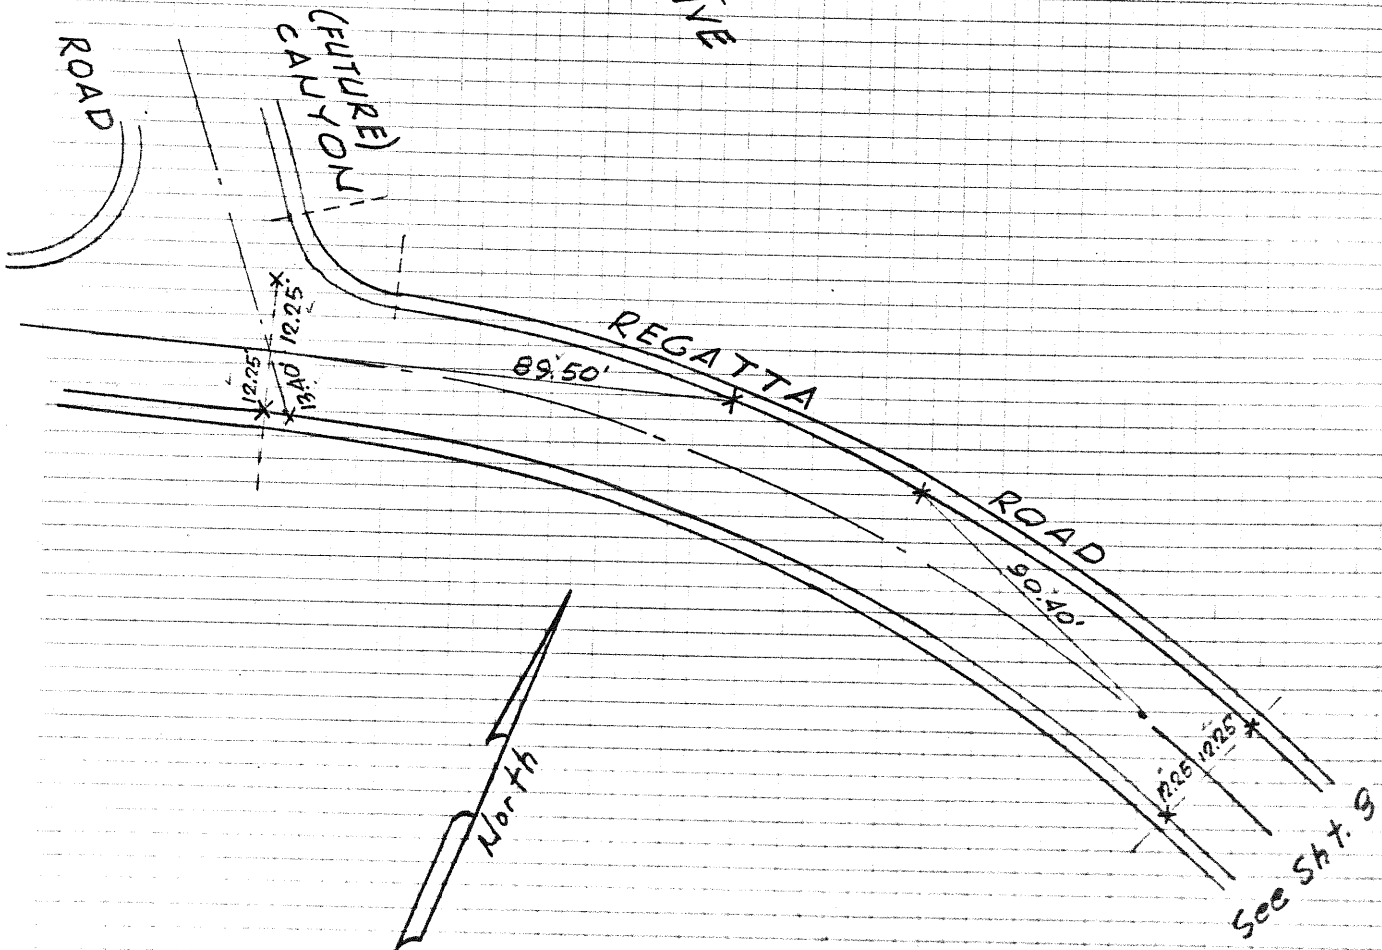 ROAD
(FUTURE)
CANYON
REGATTA ROAD
89.50'
12.25'
12.25'
13.40'
90.40'
12.25'
12.25'
North
See Sht. 9